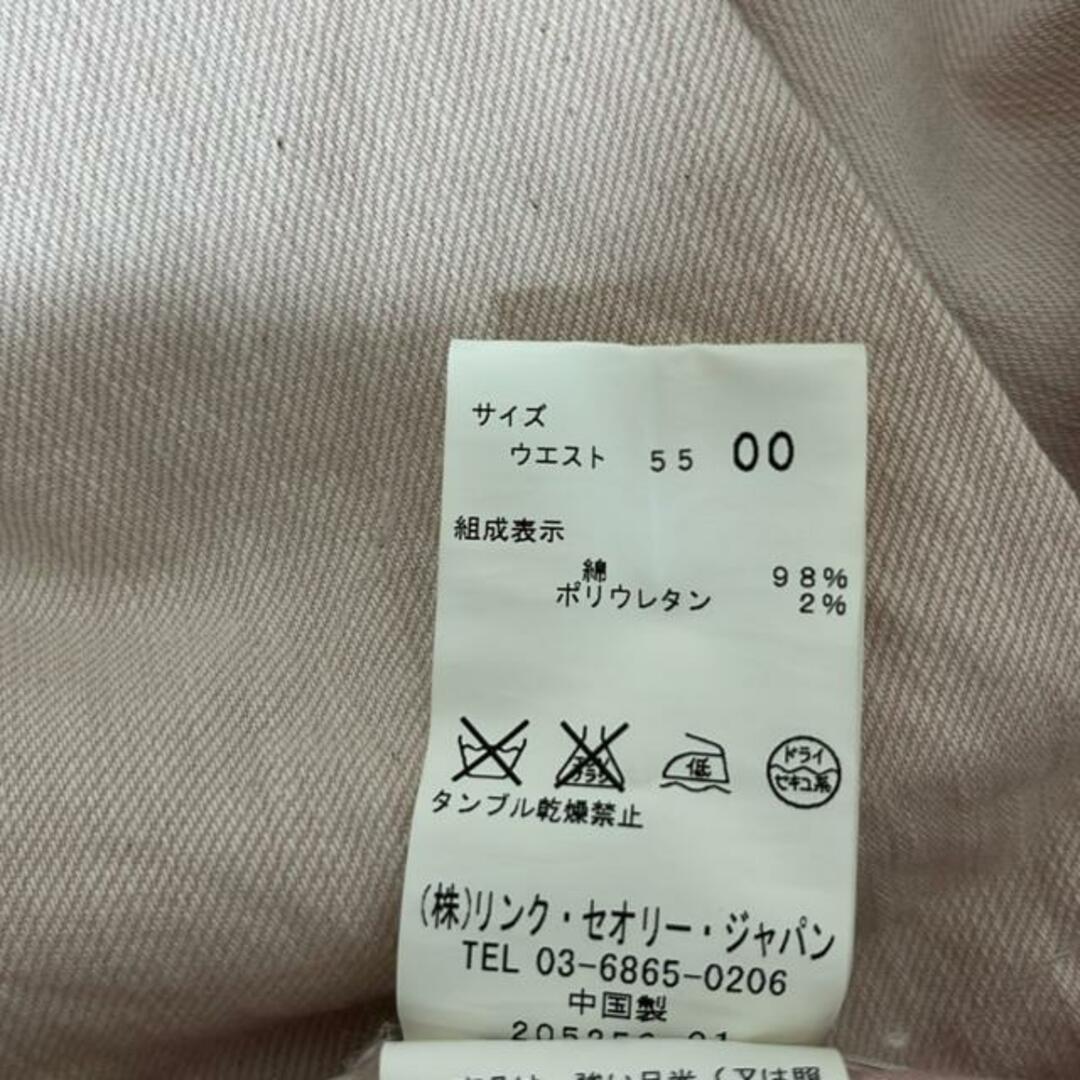 サイズ
ウエスト 55 00
組成表示
綿 98%
ポリウレタン 2%
低
ドライ
セキユ系
タンブル乾燥禁止
(株)リンク・セオリー・ジャパン
TEL 03-6865-0206
中国製